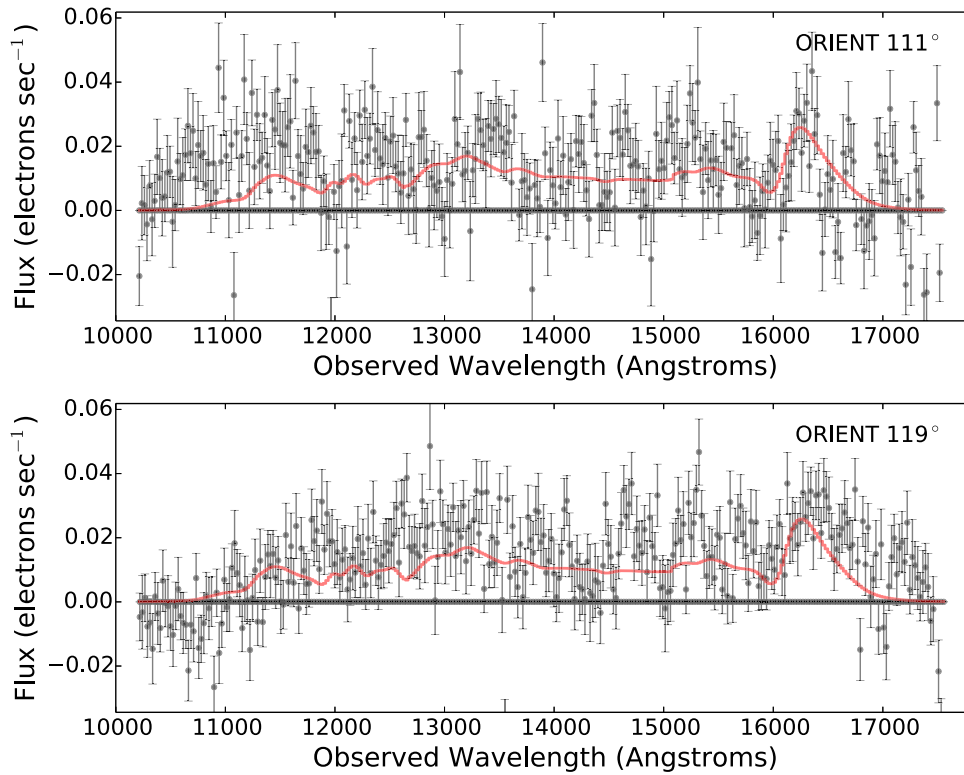 0.06
0.04
0.02
0.00
−0.02
Flux (electrons sec−1 )
ORIENT 111°
10000 11000 12000 13000 14000 15000 16000 17000
Observed Wavelength (Angstroms)
0.06
0.04
0.02
0.00
−0.02
Flux (electrons sec−1 )
ORIENT 119°
10000 11000 12000 13000 14000 15000 16000 17000
Observed Wavelength (Angstroms)